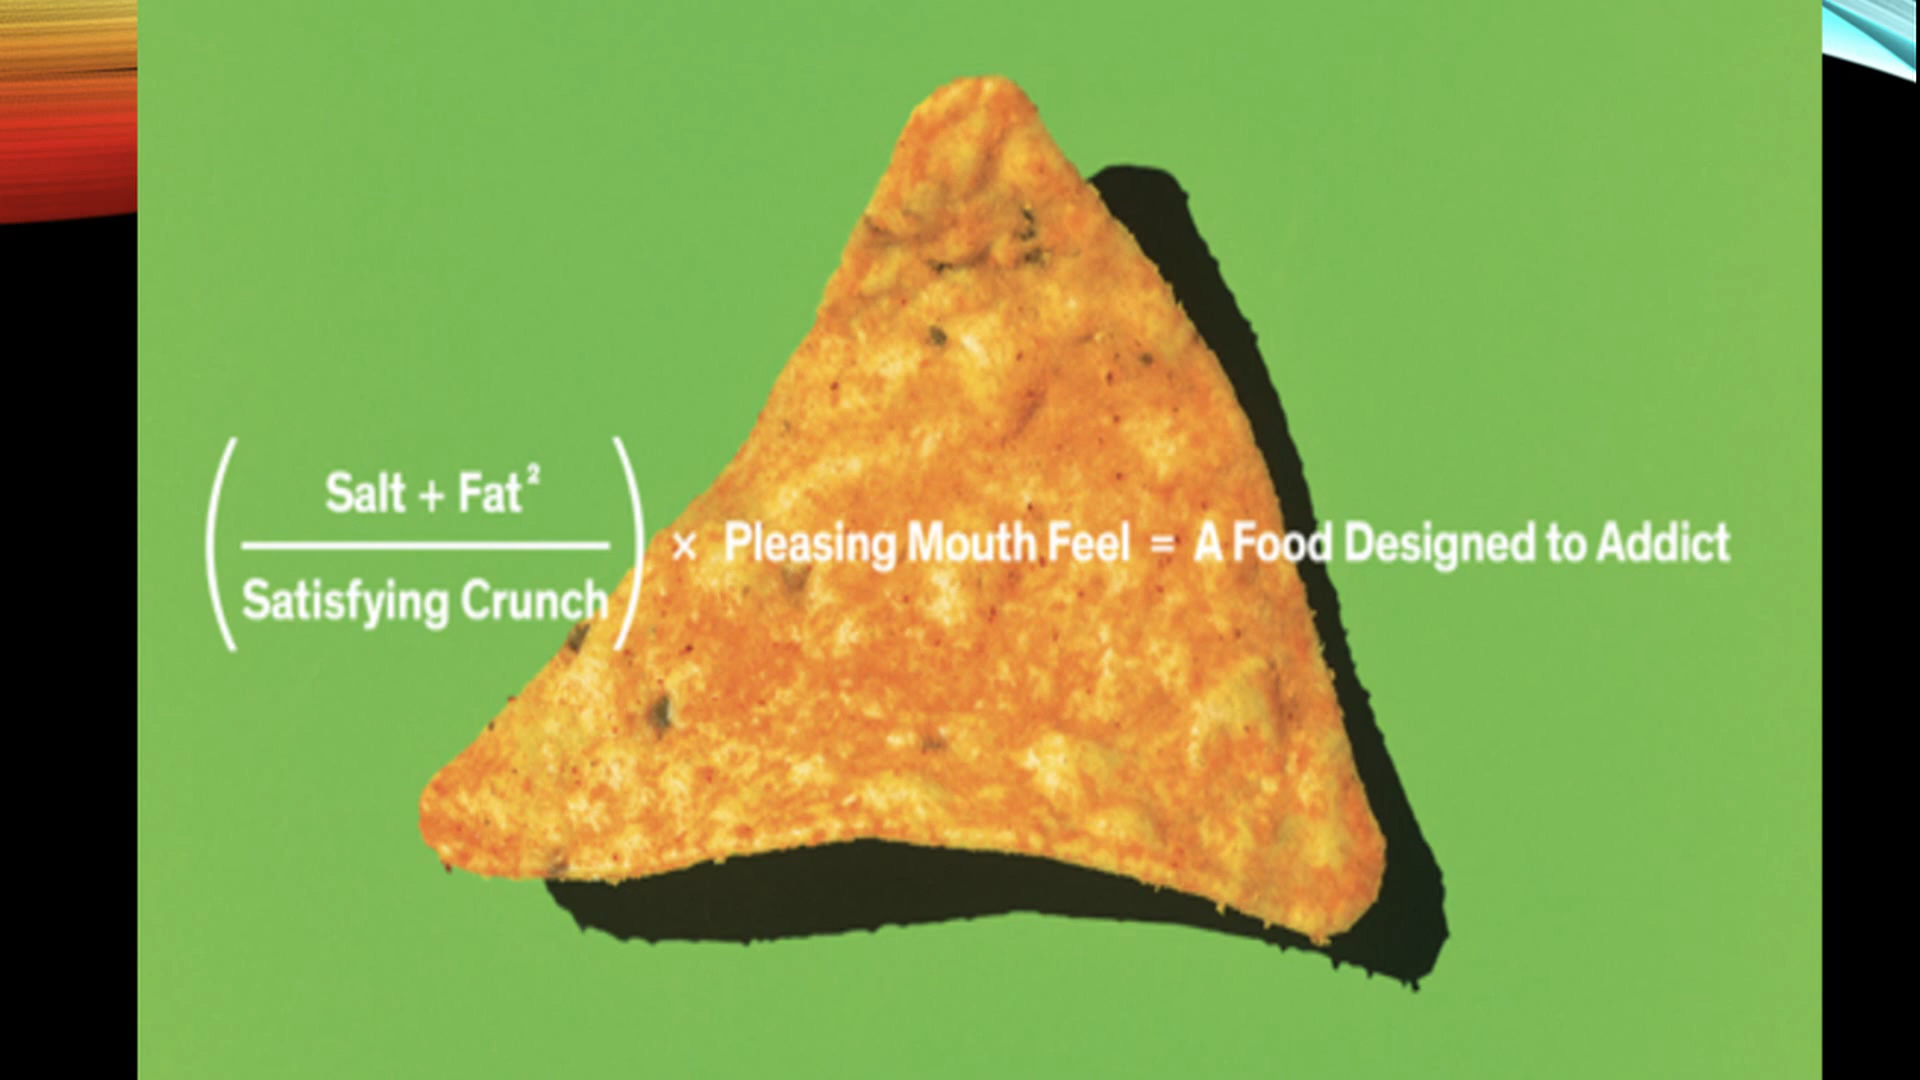 (Salt + Fat²
Satisfying Crunch) × Pleasing Mouth Feel = A Food Designed to Addict